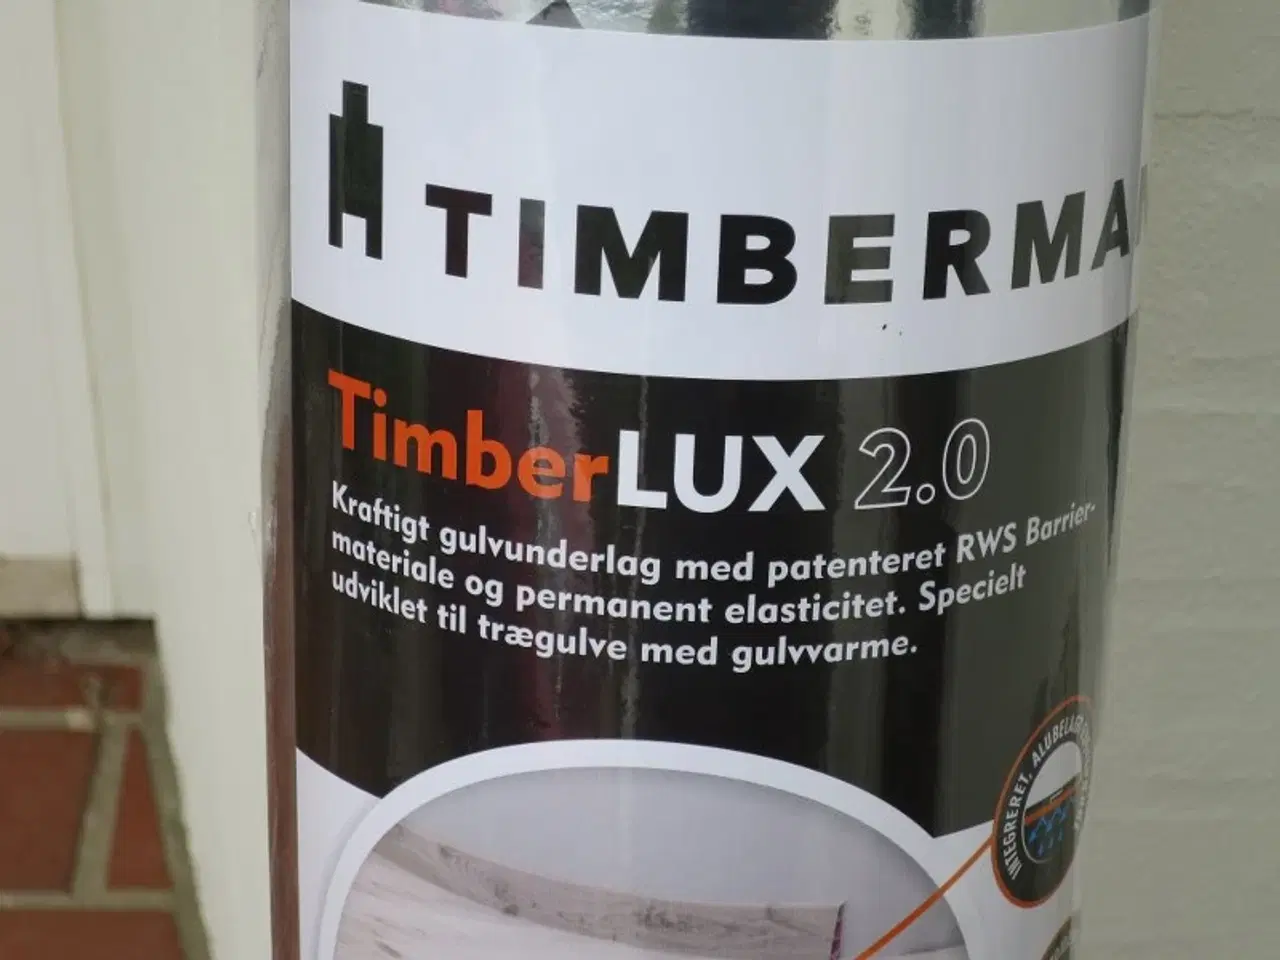 TIMBERMA
TimberLUX 2.0
Kraftigt gulvunderlag med patenteret RWS Barrier-
materiale og permanent elasticitet. Specielt
udviklet til trægulve med gulvvarme.
INTEGRERET,